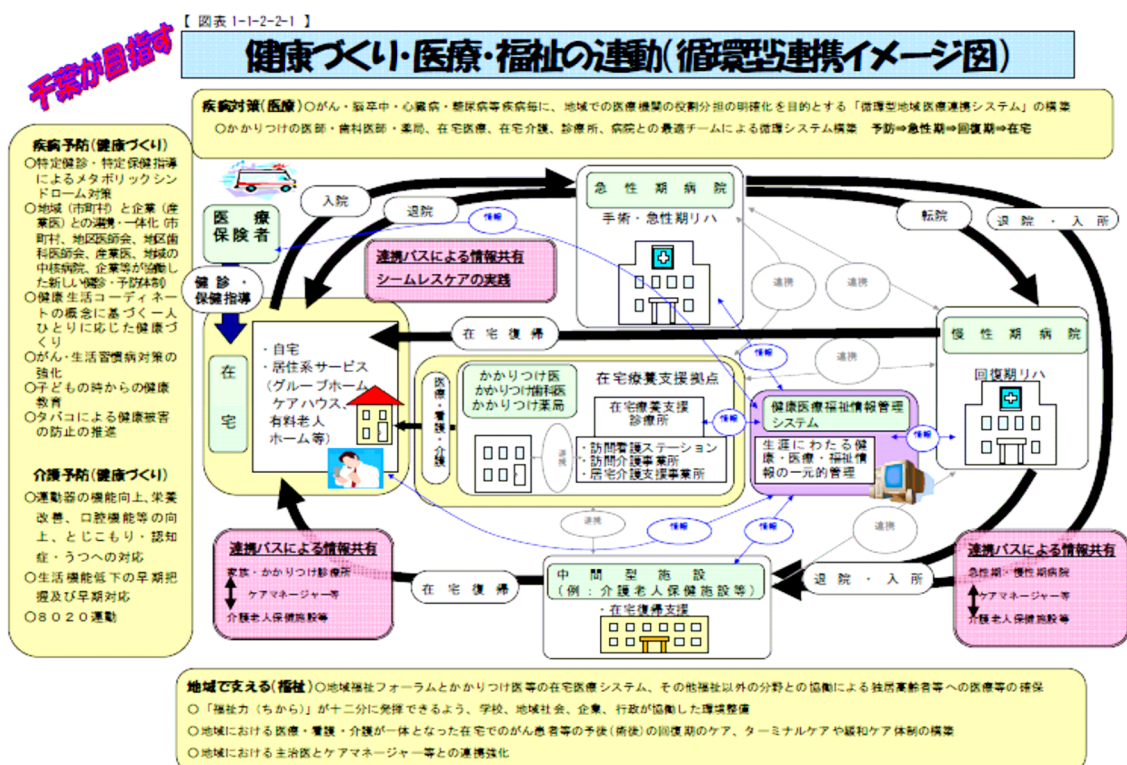 【 図表 1-1-2-2-1 】
千葉が目指す
健康づくり・医療・福祉の連動(循環型連携イメージ図)
疾病対策(医療)○がん・脳卒中・心臓病・糖尿病等疾病毎に、地域での医療機関の役割分担の明確化を目的とする「循環型地域医療連携システム」の構築
○かかりつけの医師・歯科医師・薬局、在宅医療、在宅介護、診療所、病院との最適チームによる循環システム構築 予防⇒急性期⇒回復期⇒在宅
疾病予防(健康づくり)
○特定健診・特定保健指導
によるメタボリックシン
ドローム対策
○地域(市町村)と企業(産
業医)との連携・一体化(市
町村、地区医師会、地区歯
科医師会、産業医、地域の
中核病院、企業等が協働し
た新しい健診・予防体制)
○健康生活コーディネー
トの概念に基づく一人
ひとりに応じた健康づ
くり
○がん・生活習慣病対策の
強化
○子どもの時からの健康
教育
○タバコによる健康被害
の防止の推進
介護予防(健康づくり)
○運動器の機能向上、栄養
改善、口腔機能等の向
上、とじこもり・認知
症・うつへの対応
○生活機能低下の早期把
握及び早期対応
○8020運動
医療
保険者
健診・
保健指導
入院
退院
情報
急性期病院
手術・急性期リハ
転院
退院・入所
連携パスによる情報共有
シームレスケアの実践
連携
連携
在宅復帰
慢性期病院
回復期リハ
在宅
・自宅
・居住系サービス
(グループホーム、
ケアハウス、
有料老人
ホーム等)
医療・看護・介護
かかりつけ医
かかりつけ歯科医
かかりつけ薬局
在宅療養支援拠点
在宅療養支援
診療所
・訪問看護ステーション
・訪問介護事業所
・居宅介護支援事業所
連携
情報
連携
情報
健康医療福祉情報管理
システム
生涯にわたる健
康・医療・福祉情
報の一元的管理
情報
連携
情報
情報
連携
連携パスによる情報共有
家族・かかりつけ診療所
ケアマネージャー等
介護老人保健施設等
在宅復帰
中間型施設
(例:介護老人保健施設等)
・在宅復帰支援
退院・入所
連携パスによる情報共有
急性期・慢性期病院
ケアマネージャー等
介護老人保健施設等
地域で支える(福祉)○地域福祉フォーラムとかかりつけ医等の在宅医療システム、その他福祉以外の分野との協働による独居高齢者等への医療等の確保
○「福祉力(ちから)」が十二分に発揮できるよう、学校、地域社会、企業、行政が協働した環境整備
○地域における医療・看護・介護が一体となった在宅でのがん患者等の予後(術後)の回復期のケア、ターミナルケアや緩和ケア体制の構築
○地域における主治医とケアマネージャー等との連携強化